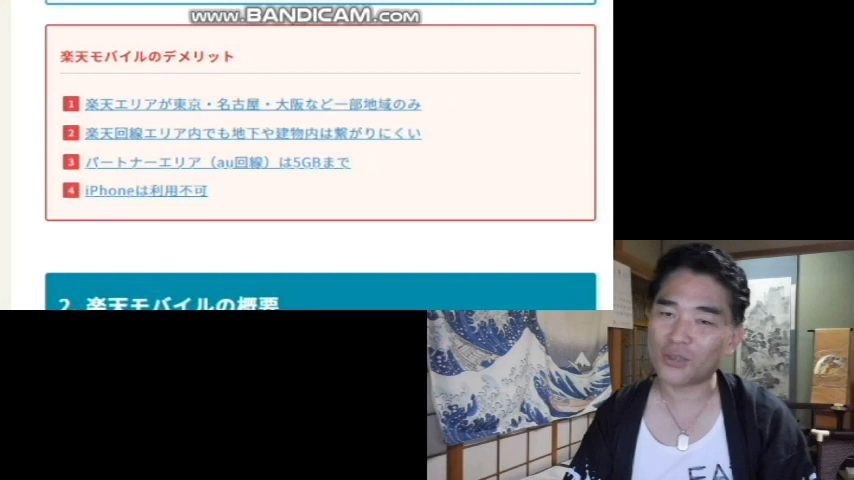 www.BANDICAM.com
楽天モバイルのデメリット
1 楽天エリアが東京・名古屋・大阪など一部地域のみ
2 楽天回線エリア内でも地下や建物内は繋がりにくい
3 パートナーエリア（au回線）は5GBまで
4 iPhoneは利用不可
2. 楽天モバイルの概要